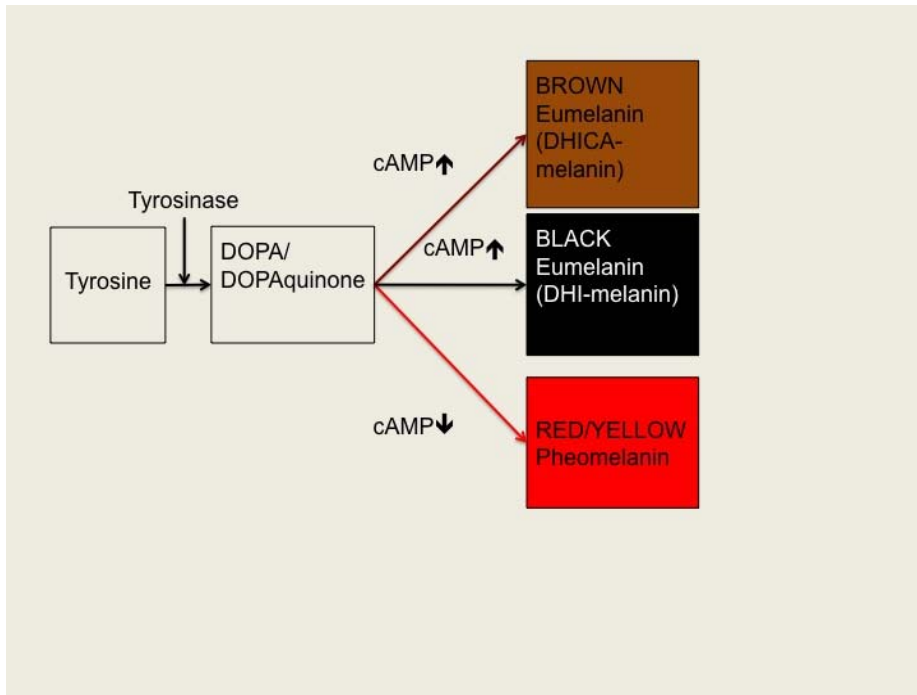 Tyrosine
Tyrosinase
DOPA/
DOPAquinone
cAMP↑
cAMP↑
cAMP↓
BROWN
Eumelanin
(DHICA-
melanin)
BLACK
Eumelanin
(DHI-melanin)
RED/YELLOW
Pheomelanin